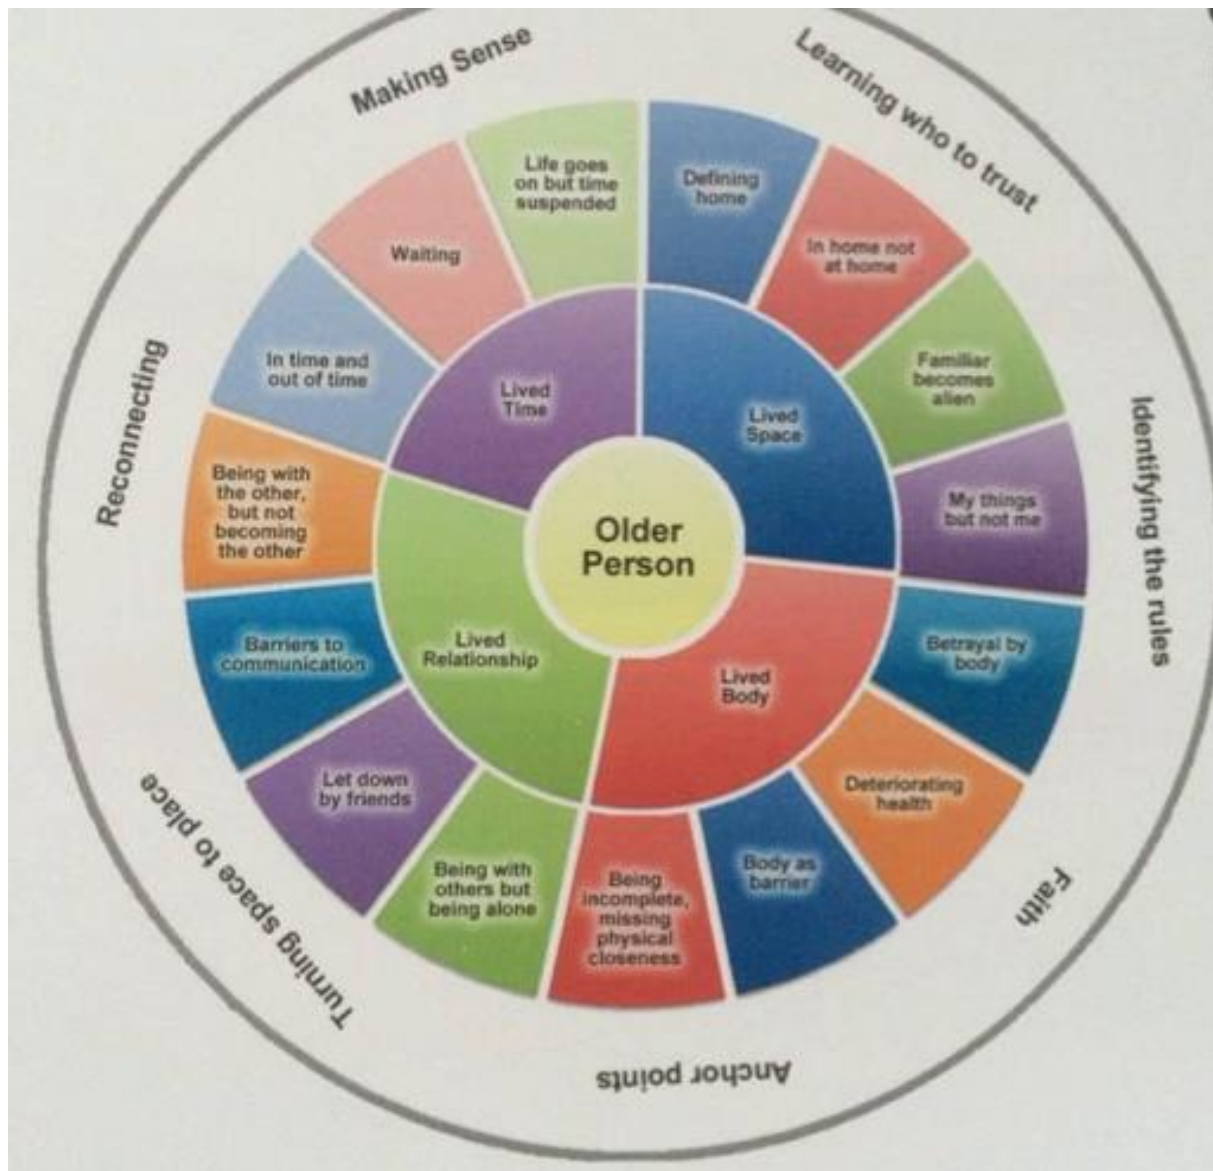 Making Sense
Learning who to trust
Identifying the rules
Faith
Anchor points
Turning space to place
Reconnecting
Life goes
on but time
suspended
Defining
home
In home not
at home
Familiar
becomes
alien
My things
but not me
Betrayal by
body
Deteriorating
health
Body as
barrier
Being
incomplete,
missing
physical
closeness
Being with
others but
being alone
Let down
by friends
Barriers to
communication
Being with
the other,
but not
becoming
the other
In time and
out of time
Waiting
Lived
Time
Lived
Space
Lived
Body
Lived
Relationship
Older
Person